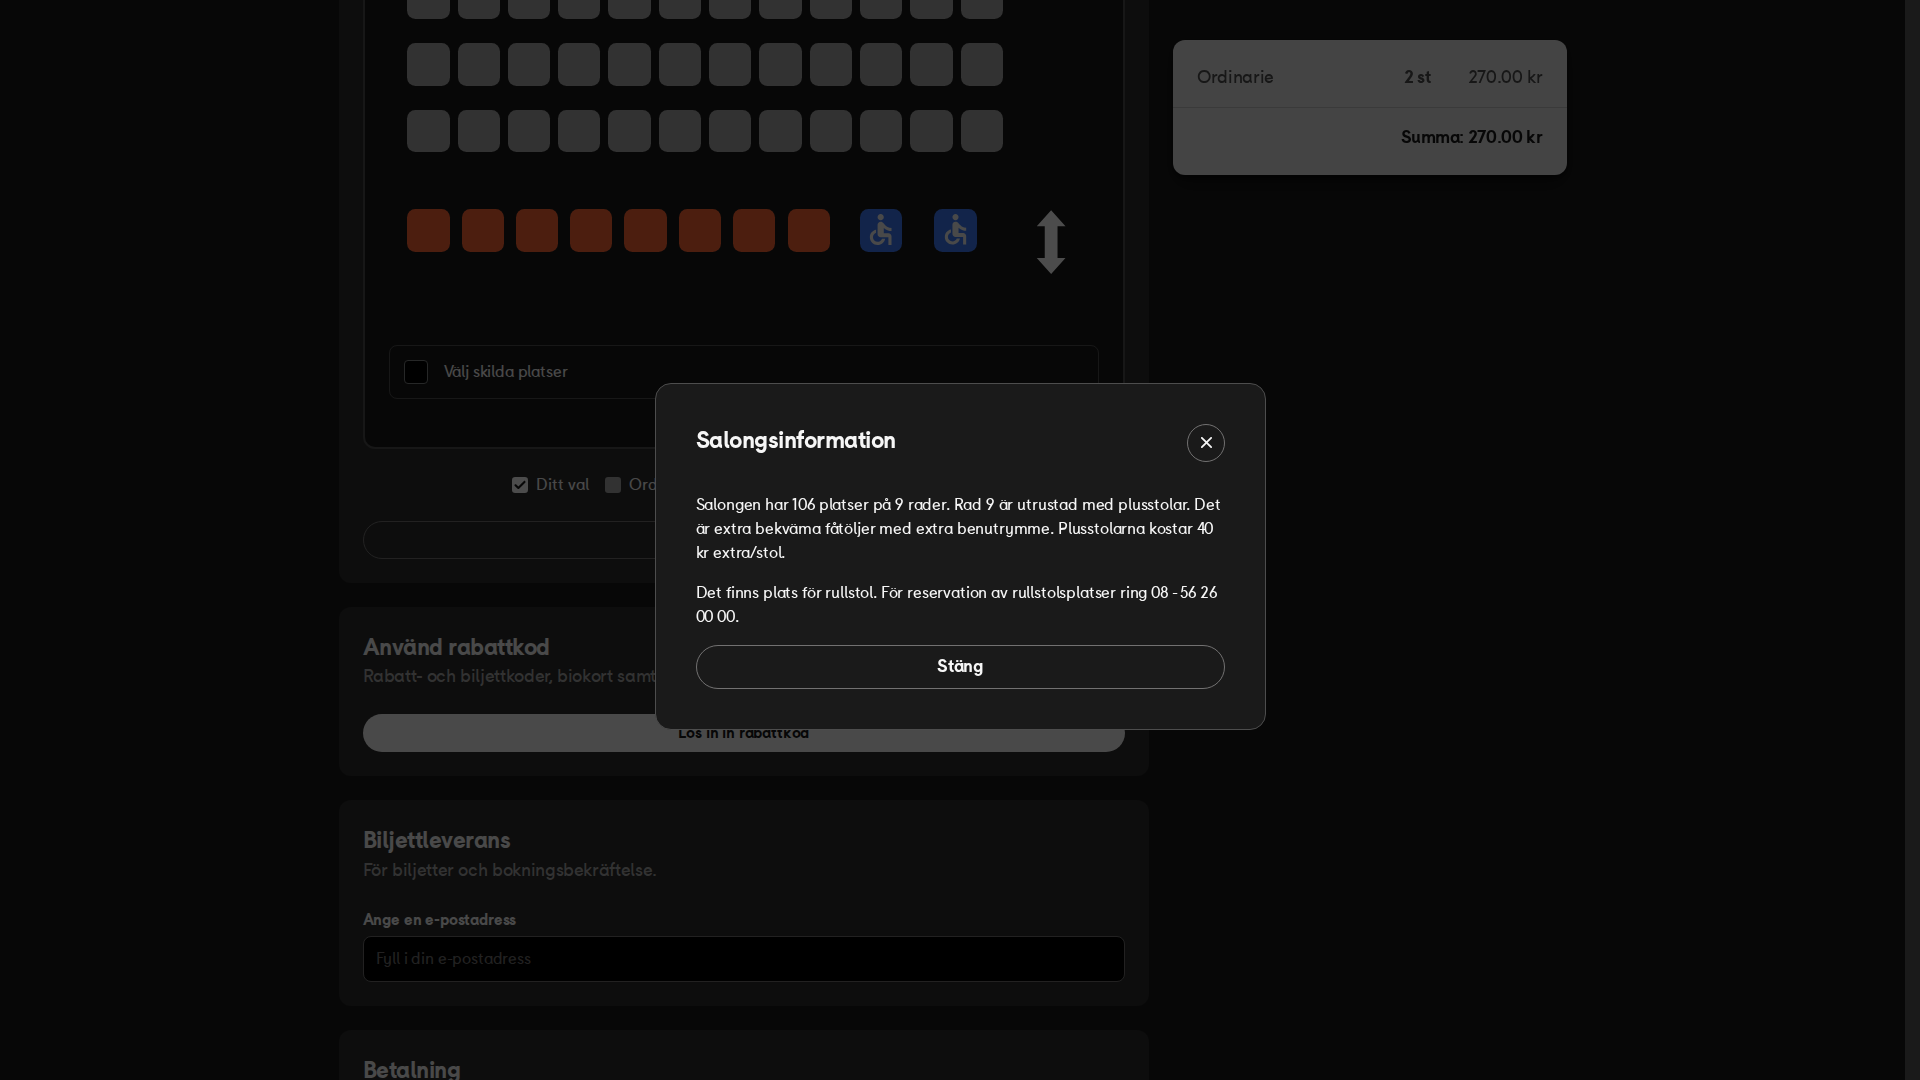 Ordinarie 2 st 270.00 kr
Summa: 270.00 kr
Välj skilda platser
Ditt val
Salongsinformation
Salongen har 106 platser på 9 rader. Rad 9 är utrustad med plusstolar. Det
är extra bekväma fåtöljer med extra benutrymme. Plusstolarna kostar 40
kr extra/stol.
Det finns plats för rullstol. För reservation av rullstolsplatser ring 08 - 56 26
00 00.
Stäng
Använd rabattkod
Rabatt- och biljettkoder, biokort samt
Lös in in rabattkod
Biljettleverans
För biljetter och bokningsbekräftelse.
Ange en e-postadress
Fyll i din e-postadress
Betalning